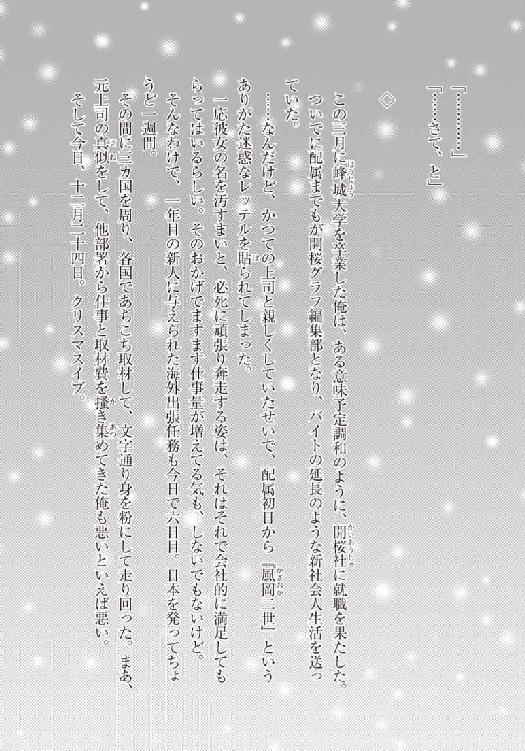 『…………』
『……さて、と』
◇
この三月に峰城大学を卒業した俺は、ある意味予定調和のように、開桜社に就職を果たした。
ついでに配属までもが開桜グラフ編集部となり、バイトの延長のような新社会人生活を送っ
ていた。
……なんだけど、かつての上司と親しくしていたせいで、配属初日から『風岡二世』という
ありがた迷惑なレッテルを貼られてしまった。
一応彼女の名を汚すまいと、必死に頑張り奔走する姿は、それはそれで会社的に満足しても
らってはいるらしい。そのおかげでますます仕事量が増えてる気も、しないでもないけど。
そんなわけで、一年目の新人に与えられた海外出張任務も今日で六日目。日本を発ってちょ
うど一週間。
その間に三カ国を周り、各国であちこち取材して、文字通り身を粉にして走り回った。まあ、
元上司の真似をして、他部署から仕事と取材費を掻き集めてきた俺も悪いといえば悪い。
そして今日、十二月二十四日。クリスマスイブ。